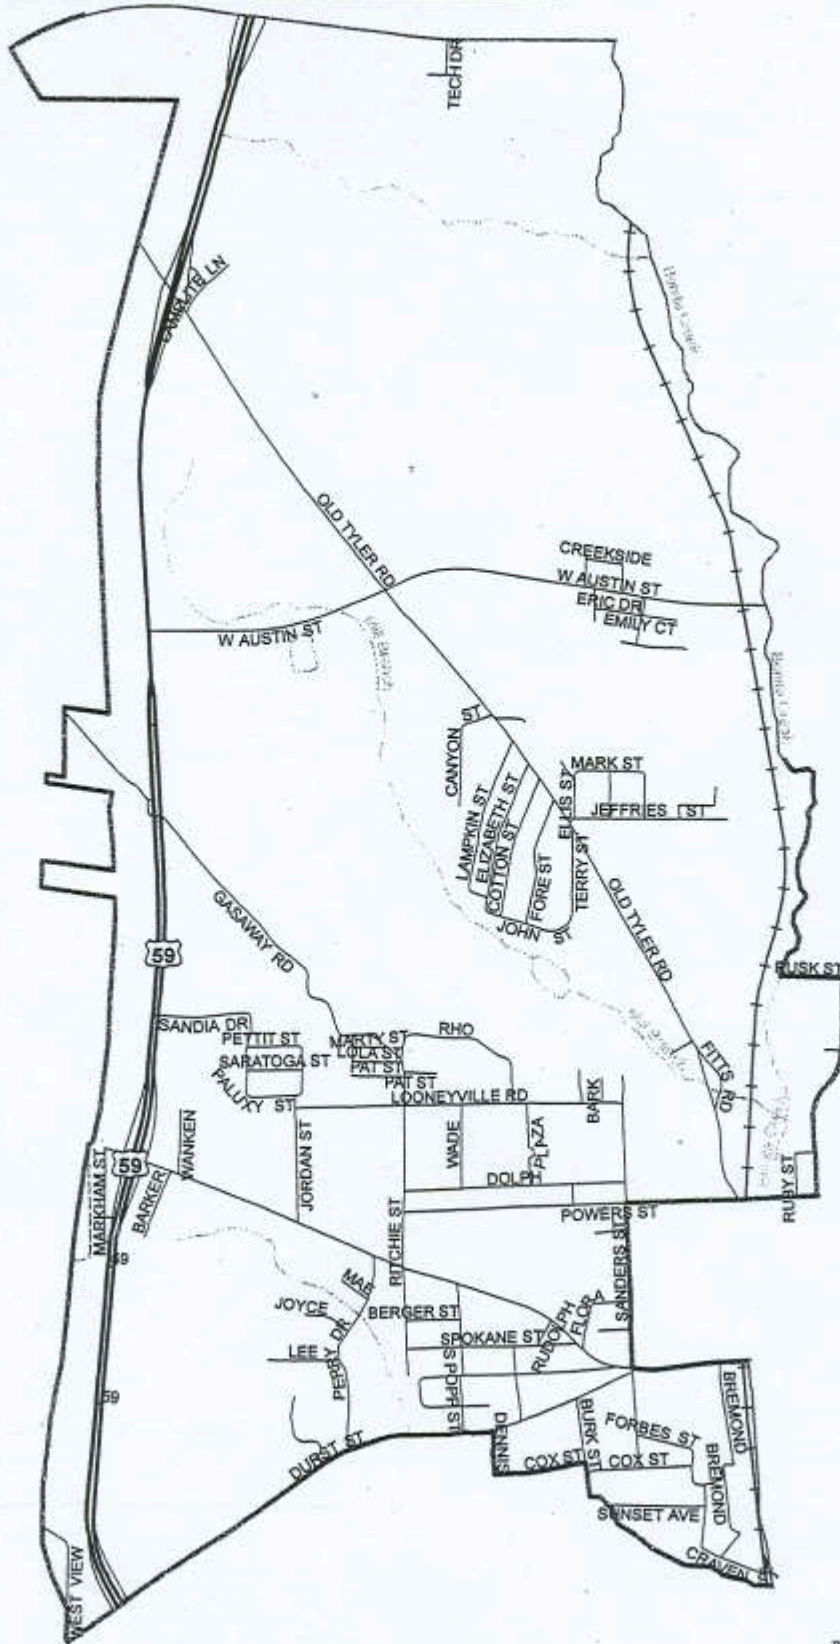 TECH DR
LAMPLITE LN
OLD TYLER RD
CREEKSIDE
W AUSTIN ST
ERIC DR
EMILY CT
W AUSTIN ST
CANYON ST
MARK ST
ELLIS ST
LAMPKIN ST
ELIZABETH ST
COTTON ST
JEFFRIES ST
FORE ST
TERRY ST
JOHN ST
GASAWAY RD
OLD TYLER RD
59
RUSK ST
SANDIA DR
PETTIT ST
MARTY ST
RHO
LOLA ST
SARATOGA ST
PAT ST
PAT ST
FITTS RD
PALUXY ST
LOONEYVILLE RD
BARK
WANKEN
JORDAN ST
WADE
PLAZA
59
MARKHAM ST
BARKER
DOLPH
RUBY ST
RITCHIE ST
POWERS ST
SANDERS ST
59
MAE
JOYCE
BERGER ST
FLORA
RUDOLPH
SPOKANE ST
LEE
PERRY DR
S POPP ST
59
BREMOND
DURST ST
DENNIS
BURK ST
FORBES ST
COX ST
COX ST
BREMOND
SUNSET AVE
CRAVEN ST
WEST VIEW